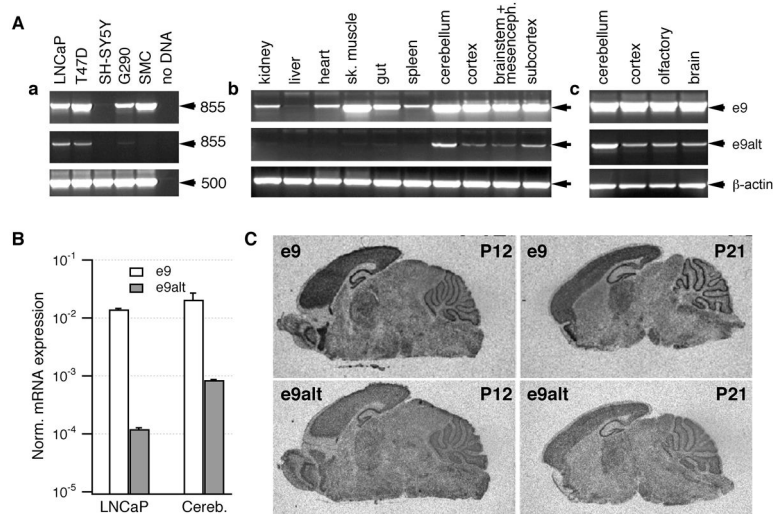 A
LNCaP
T47D
SH-SY5Y
G290
SMC
no DNA
a
855
855
500
kidney
liver
heart
sk. muscle
gut
spleen
cerebellum
cortex
brainstem +
mesenceph.
subcortex
b
cerebellum
cortex
olfactory
brain
c
e9
e9alt
β-actin
B
Norm. mRNA expression
10-1
10-2
10-3
10-4
10-5
e9
e9alt
LNCaP
Cereb.
C
e9 P12
e9 P21
e9alt P12
e9alt P21